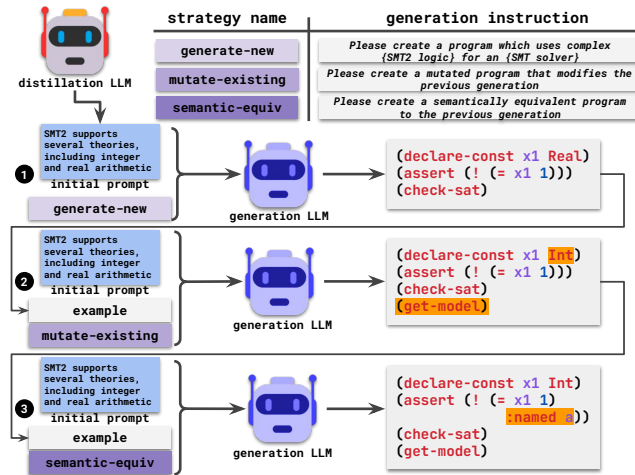 strategy name
generation instruction
generate-new
Please create a program which uses complex
{SMT2 logic} for an {SMT solver}
mutate-existing
Please create a mutated program that modifies the
previous generation
semantic-equiv
Please create a semantically equivalent program
to the previous generation
distillation LLM
1
SMT2 supports
several theories,
including integer
and real arithmetic
initial prompt
generate-new
generation LLM
(declare-const x1 Real)
(assert (! (= x1 1)))
(check-sat)
2
SMT2 supports
several theories,
including integer
and real arithmetic
initial prompt
example
mutate-existing
generation LLM
(declare-const x1 Int)
(assert (! (= x1 1)))
(check-sat)
(get-model)
3
SMT2 supports
several theories,
including integer
and real arithmetic
initial prompt
example
semantic-equiv
generation LLM
(declare-const x1 Int)
(assert (! (= x1 1)
:named a))
(check-sat)
(get-model)